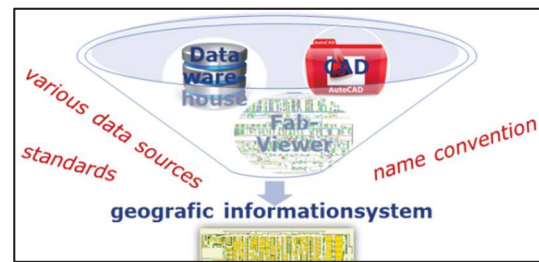 Data
ware-
house
AutoCAD
CAD
AutoCAD
Fab-
Viewer
various data sources
standards
name convention
geografic informationsystem